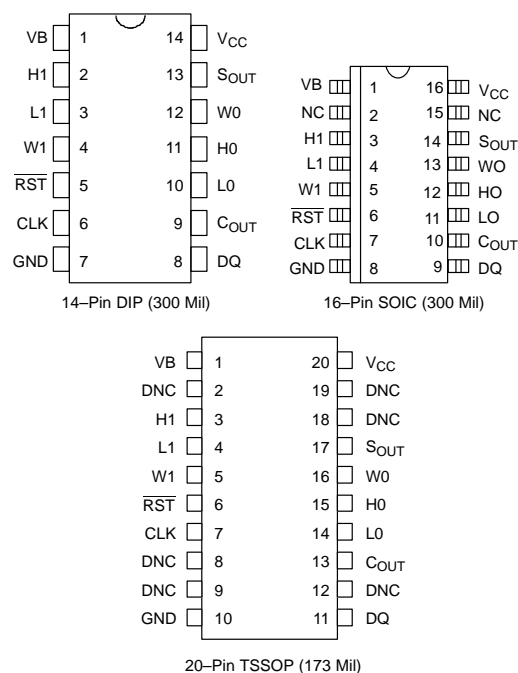 VB 1 14 VCC
H1 2 13 SOUT
L1 3 12 W0
W1 4 11 H0
RST 5 10 L0
CLK 6 9 COUT
GND 7 8 DQ
14–Pin DIP (300 Mil)
VB 1 16 VCC
NC 2 15 NC
H1 3 14 SOUT
L1 4 13 WO
W1 5 12 HO
RST 6 11 LO
CLK 7 10 COUT
GND 8 9 DQ
16–Pin SOIC (300 Mil)
VB 1 20 VCC
DNC 2 19 DNC
H1 3 18 DNC
L1 4 17 SOUT
W1 5 16 W0
RST 6 15 H0
CLK 7 14 L0
DNC 8 13 COUT
DNC 9 12 DNC
GND 10 11 DQ
20–Pin TSSOP (173 Mil)